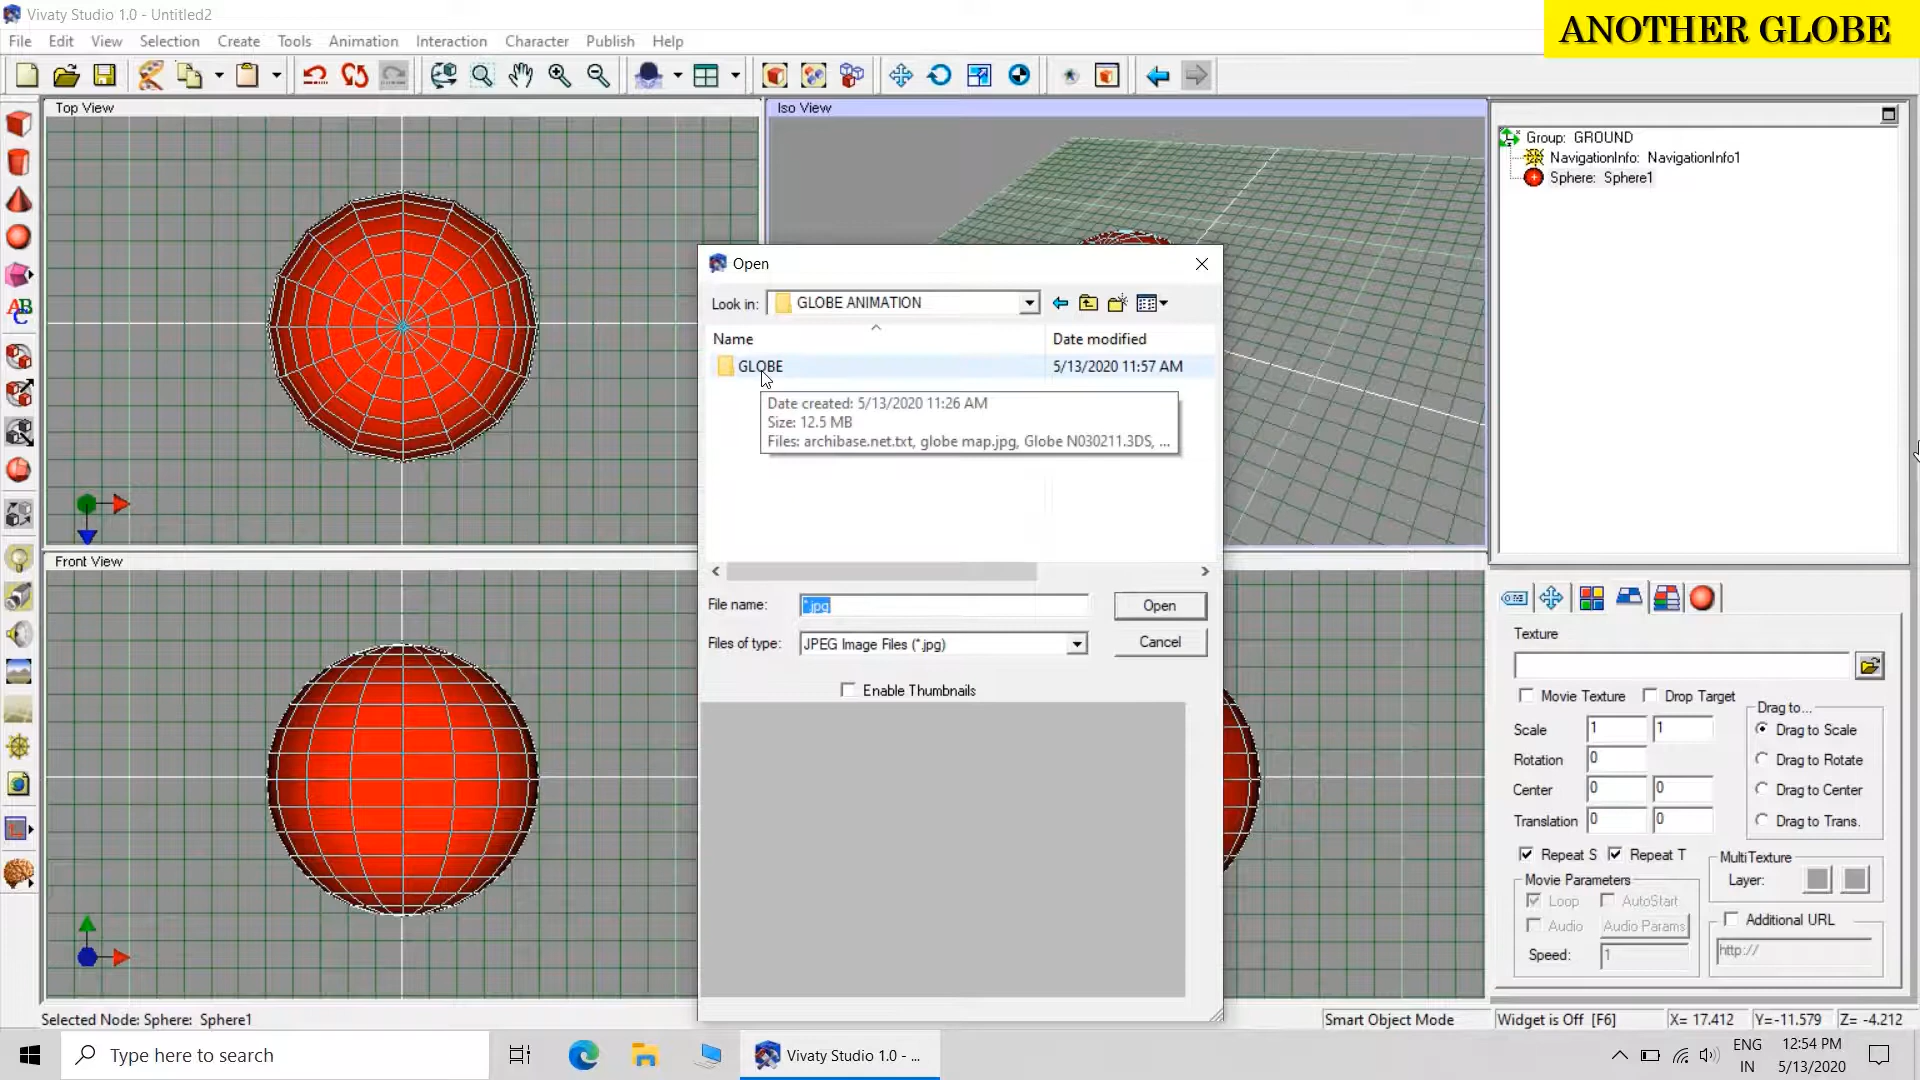 Vivaty Studio 1.0 - Untitled2
ANOTHER GLOBE
File Edit View Selection Create Tools Animation Interaction Character Publish Help
Top View
Iso View
Group: GROUND
NavigationInfo: NavigationInfo1
Sphere: Sphere1
Open
Look in: GLOBE ANIMATION
Name Date modified
GLOBE 5/13/2020 11:57 AM
Date created: 5/13/2020 11:26 AM
Size: 12.5 MB
Files: archibase.net.txt, globe map.jpg, Globe N030211.3DS, ...
Front View
File name: *.jpg Open
Files of type: JPEG Image Files (*.jpg) Cancel
Enable Thumbnails
Texture
Movie Texture Drop Target
Drag to...
Scale 1 1 Drag to Scale
Rotation 0 Drag to Rotate
Center 0 0 Drag to Center
Translation 0 0 Drag to Trans.
Repeat S Repeat T
MultiTexture
Layer:
Movie Parameters
Loop AutoStart
Audio Audio Params
Speed: 1
Additional URL
http://
Selected Node: Sphere: Sphere1
Smart Object Mode
Widget is Off [F6]
X= 17.412 Y=-11.579 Z= -4.212
Type here to search
Vivaty Studio 1.0 - ...
ENG
IN
12:54 PM
5/13/2020